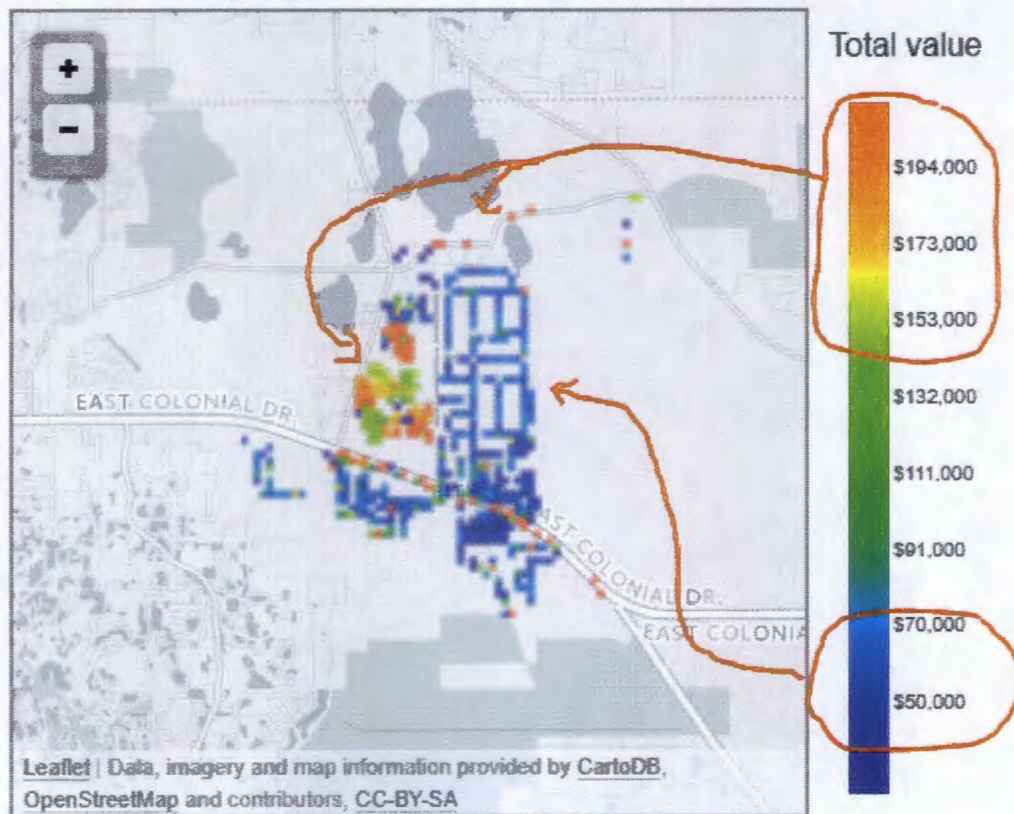 +
−
Total value
$194,000
$173,000
$153,000
$132,000
$111,000
$91,000
$70,000
$50,000
EAST COLONIAL DR.
EAST COLONIAL DR.
EAST COLONIA
Leaflet | Data, imagery and map information provided by CartoDB,
OpenStreetMap and contributors, CC-BY-SA